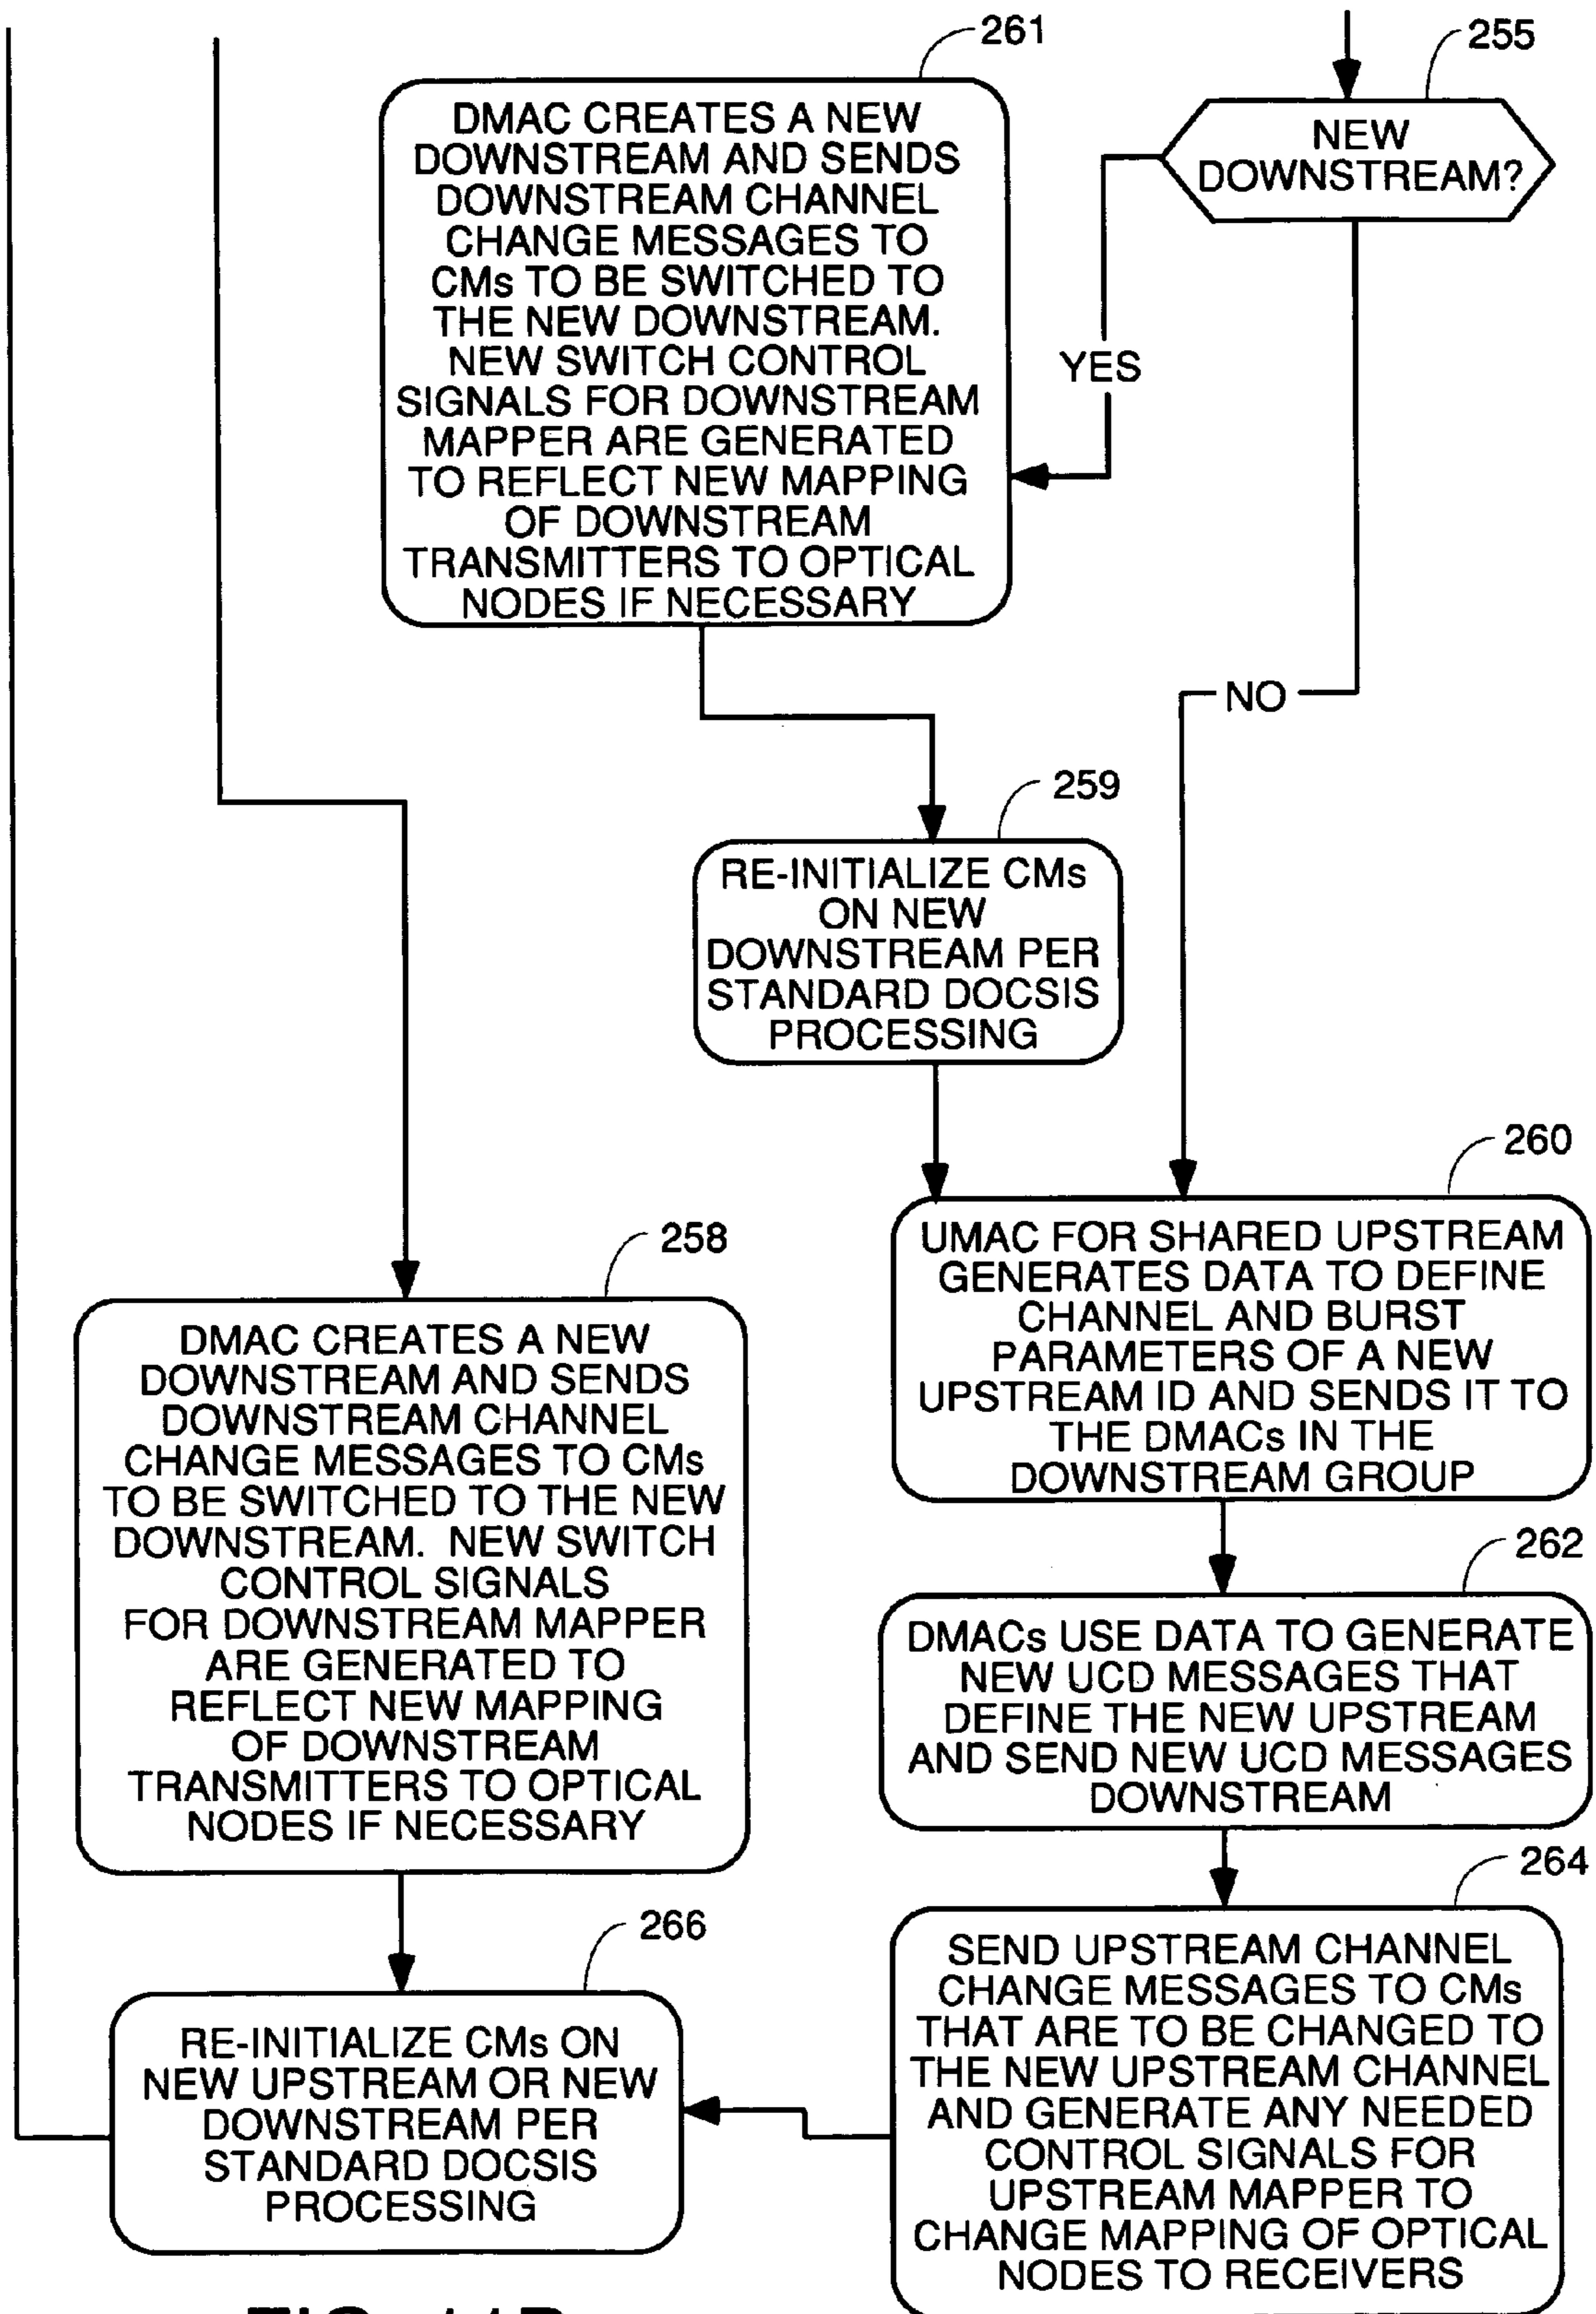 261
DMAC CREATES A NEW
DOWNSTREAM AND SENDS
DOWNSTREAM CHANNEL
CHANGE MESSAGES TO
CMs TO BE SWITCHED TO
THE NEW DOWNSTREAM.
NEW SWITCH CONTROL
SIGNALS FOR DOWNSTREAM
MAPPER ARE GENERATED
TO REFLECT NEW MAPPING
OF DOWNSTREAM
TRANSMITTERS TO OPTICAL
NODES IF NECESSARY
255
NEW
DOWNSTREAM?
YES
NO
259
RE-INITIALIZE CMs
ON NEW
DOWNSTREAM PER
STANDARD DOCSIS
PROCESSING
260
UMAC FOR SHARED UPSTREAM
GENERATES DATA TO DEFINE
CHANNEL AND BURST
PARAMETERS OF A NEW
UPSTREAM ID AND SENDS IT TO
THE DMACs IN THE
DOWNSTREAM GROUP
258
DMAC CREATES A NEW
DOWNSTREAM AND SENDS
DOWNSTREAM CHANNEL
CHANGE MESSAGES TO CMs
TO BE SWITCHED TO THE NEW
DOWNSTREAM. NEW SWITCH
CONTROL SIGNALS
FOR DOWNSTREAM MAPPER
ARE GENERATED TO
REFLECT NEW MAPPING
OF DOWNSTREAM
TRANSMITTERS TO OPTICAL
NODES IF NECESSARY
262
DMACs USE DATA TO GENERATE
NEW UCD MESSAGES THAT
DEFINE THE NEW UPSTREAM
AND SEND NEW UCD MESSAGES
DOWNSTREAM
264
SEND UPSTREAM CHANNEL
CHANGE MESSAGES TO CMs
THAT ARE TO BE CHANGED TO
THE NEW UPSTREAM CHANNEL
AND GENERATE ANY NEEDED
CONTROL SIGNALS FOR
UPSTREAM MAPPER TO
CHANGE MAPPING OF OPTICAL
NODES TO RECEIVERS
266
RE-INITIALIZE CMs ON
NEW UPSTREAM OR NEW
DOWNSTREAM PER
STANDARD DOCSIS
PROCESSING